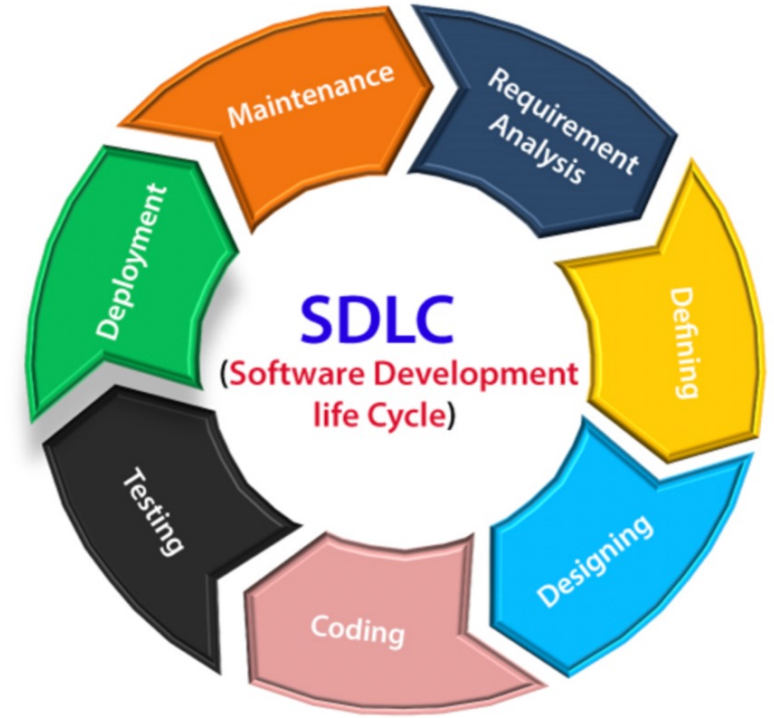 Maintenance
Requirement
Analysis
Defining
Designing
Coding
Testing
Deployment
SDLC
(Software Development
life Cycle)